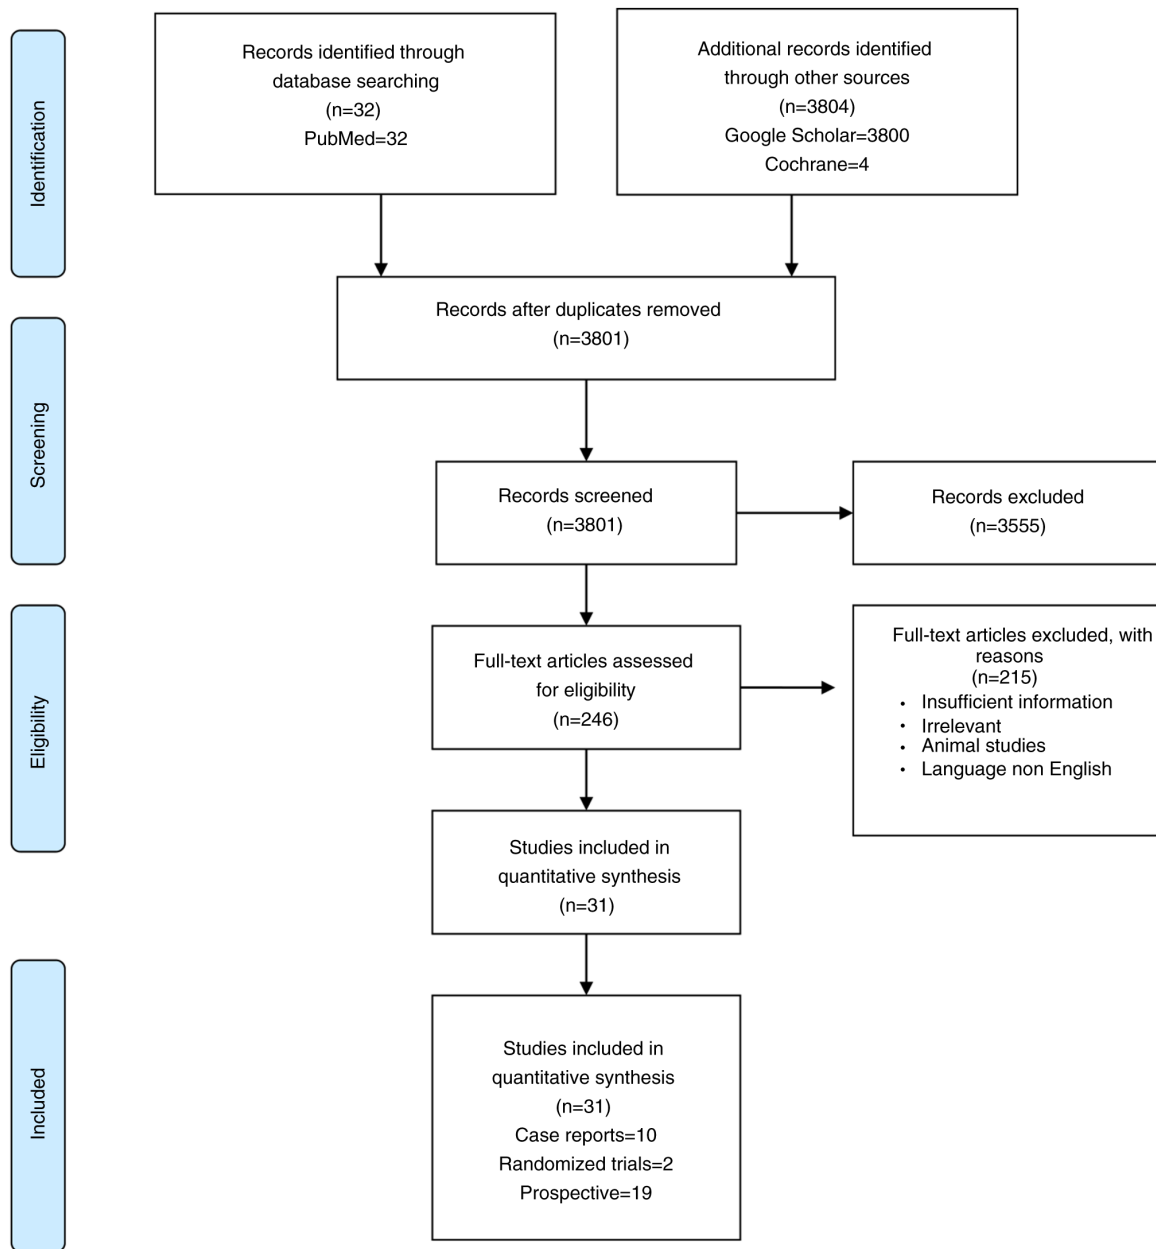 Identification
Records identified through
database searching
(n=32)
PubMed=32
Additional records identified
through other sources
(n=3804)
Google Scholar=3800
Cochrane=4
Records after duplicates removed
(n=3801)
Screening
Records screened
(n=3801)
Records excluded
(n=3555)
Eligibility
Full-text articles assessed
for eligibility
(n=246)
Full-text articles excluded, with
reasons
(n=215)
• Insufficient information
• Irrelevant
• Animal studies
• Language non English
Studies included in
quantitative synthesis
(n=31)
Included
Studies included in
quantitative synthesis
(n=31)
Case reports=10
Randomized trials=2
Prospective=19